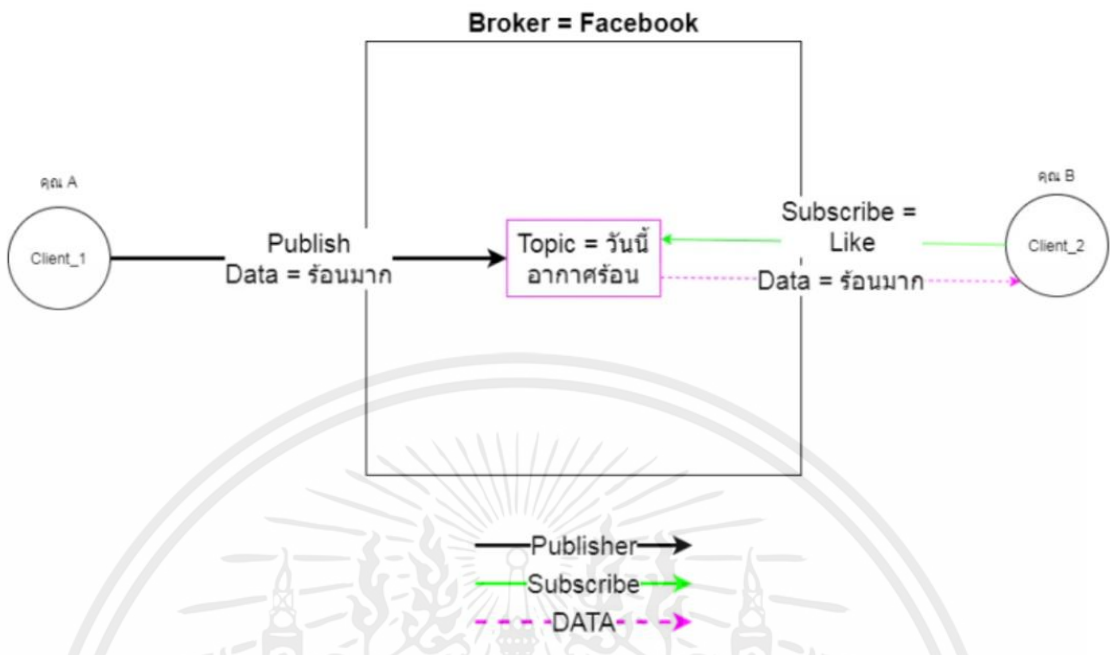 Broker = Facebook
คุณ A
Client_1
Publish
Data = ร้อนมาก
Topic = วันนี้
อากาศร้อน
Subscribe =
Like
Data = ร้อนมาก
คุณ B
Client_2
Publisher
Subscribe
DATA